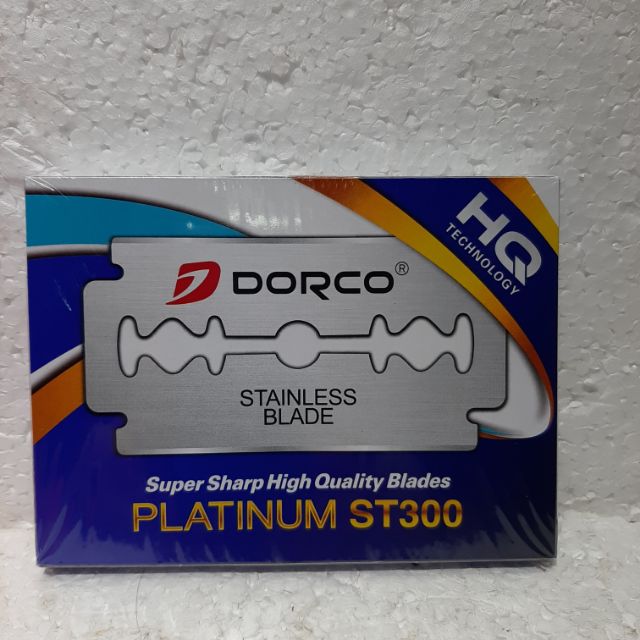 HQ
TECHNOLOGY
DORCO®
STAINLESS
BLADE
Super Sharp High Quality Blades
PLATINUM ST300